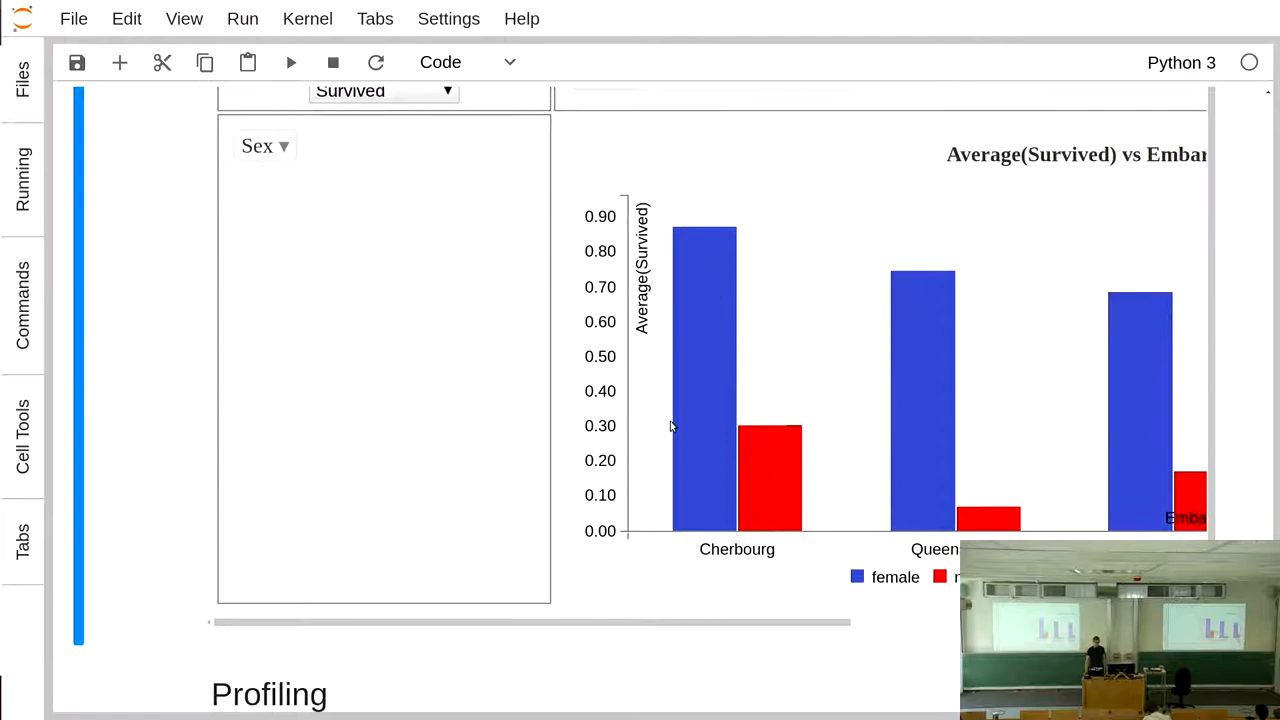 File Edit View Run Kernel Tabs Settings Help
Code
Python 3
Files
Running
Commands
Cell Tools
Tabs
Survived ▼
Sex ▼
Average(Survived) vs Embar
Average(Survived)
0.90
0.80
0.70
0.60
0.50
0.40
0.30
0.20
0.10
0.00
Emba
Cherbourg
Queen
female
Profiling